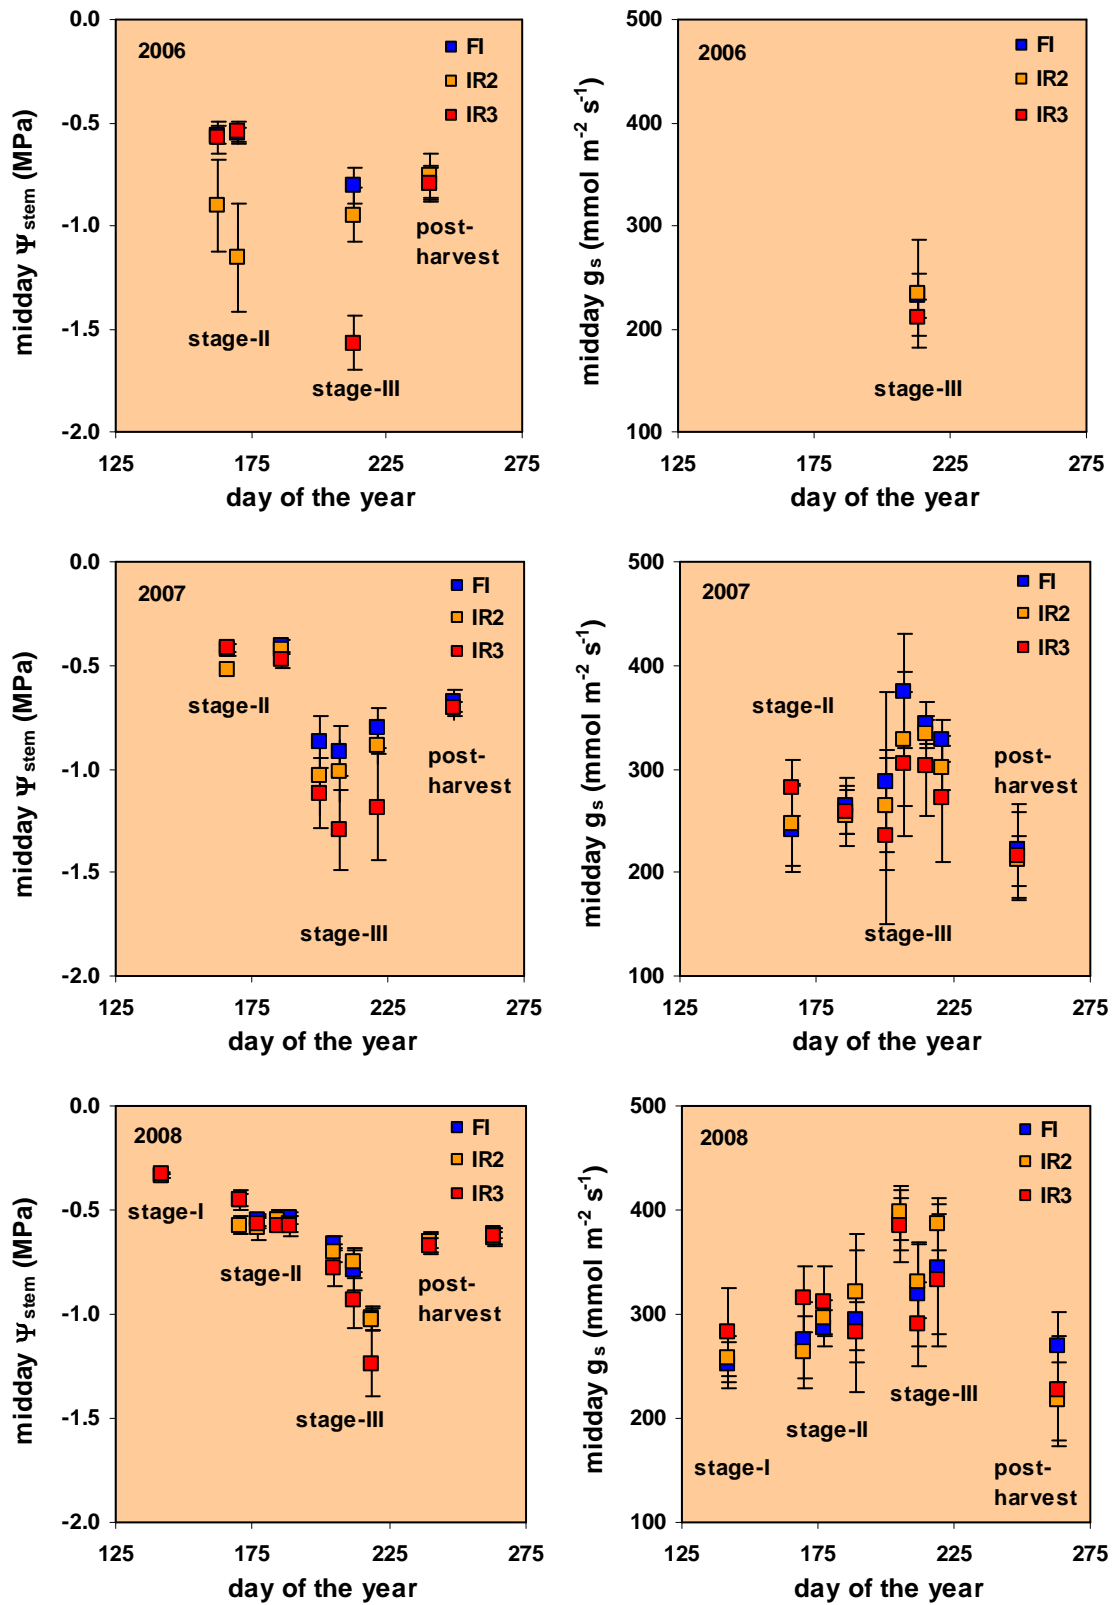 0.0
-0.5
-1.0
-1.5
-2.0
midday Ψ stem (MPa)
2006
FI
IR2
IR3
stage-II
stage-III
post-
harvest
125 175 225 275
day of the year
500
400
300
200
100
midday gs (mmol m-2 s-1)
2006
FI
IR2
IR3
stage-III
125 175 225 275
day of the year
0.0
-0.5
-1.0
-1.5
-2.0
midday Ψ stem (MPa)
2007
FI
IR2
IR3
stage-II
post-
harvest
stage-III
125 175 225 275
day of the year
500
400
300
200
100
midday gs (mmol m-2 s-1)
2007
FI
IR2
IR3
stage-II
post-
harvest
stage-III
125 175 225 275
day of the year
0.0
-0.5
-1.0
-1.5
-2.0
midday Ψ stem (MPa)
2008
FI
IR2
IR3
stage-I
stage-II
post-
harvest
stage-III
125 175 225 275
day of the year
500
400
300
200
100
midday gs (mmol m-2 s-1)
2008
FI
IR2
IR3
stage-III
stage-II
stage-I
post-
harvest
125 175 225 275
day of the year